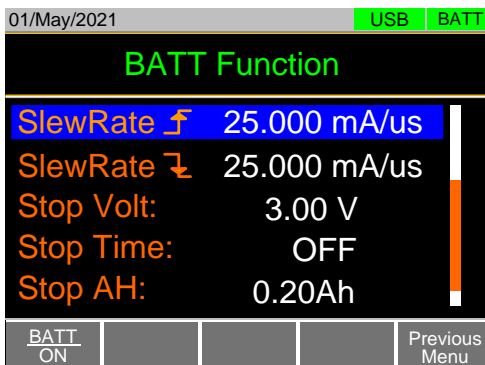 01/May/2021 USB BATT
BATT Function
SlewRate 25.000 mA/us
SlewRate 25.000 mA/us
Stop Volt: 3.00 V
Stop Time: OFF
Stop AH: 0.20Ah
BATT Previous
ON Menu